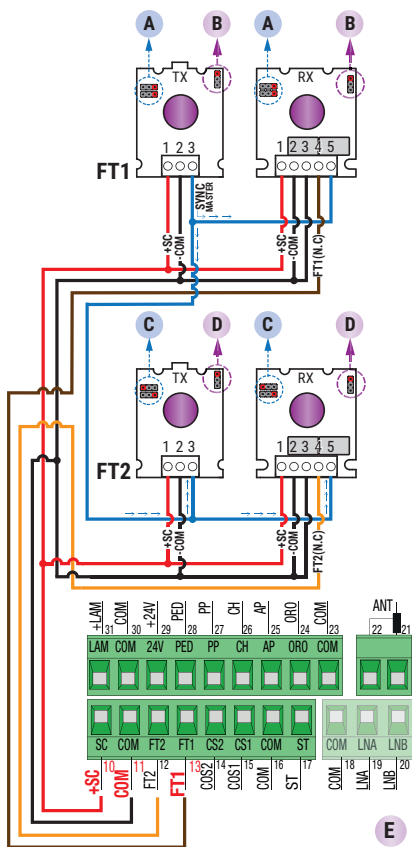 A B A B
TX RX
1 2 3 1 2 3 4 5
FT1
SYNC
MASTER
+SC -COM +SC -COM FT1(N.C)
C D C D
TX RX
1 2 3 1 2 3 4 5
FT2
+SC -COM +SC -COM FT2(N.C)
ANT
+LAM COM +24V PED PP CH AP ORO COM
31 30 29 28 27 26 25 24 23 22 21
LAM COM 24V PED PP CH AP ORO COM
SC COM FT2 FT1 CS2 CS1 COM ST COM LNA LNB
10 11 12 13 14 15 16 17 18 19 20
+SC COM FT2 FT1 COS2 COS1 COM ST COM LNA LNB
E